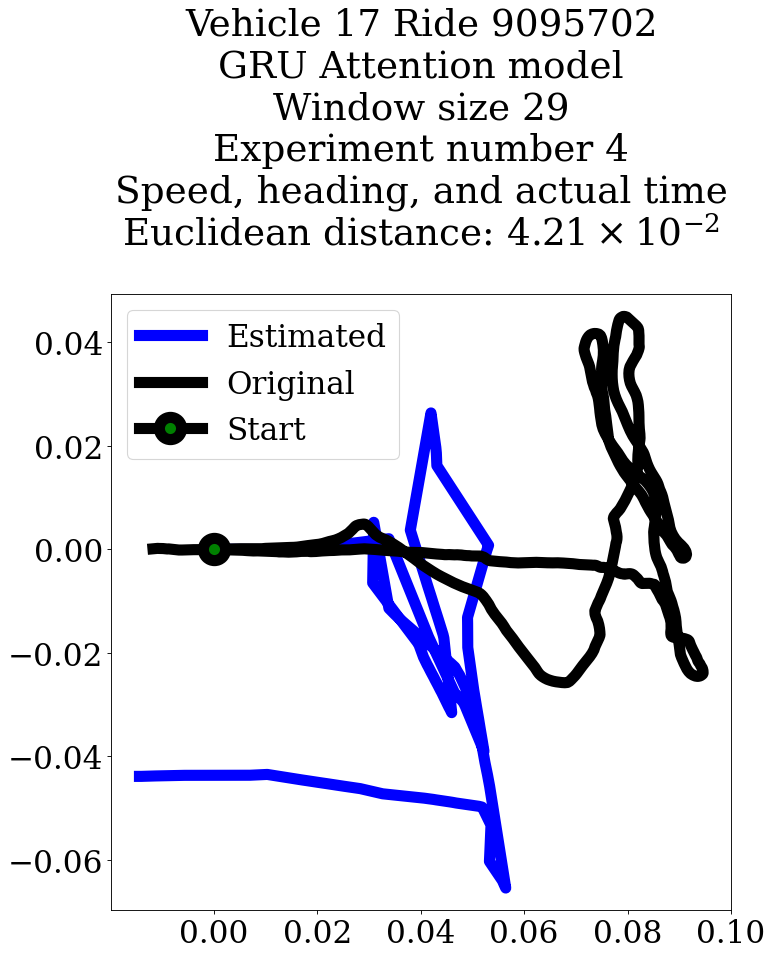 Vehicle 17 Ride 9095702
GRU Attention model
Window size 29
Experiment number 4
Speed, heading, and actual time
Euclidean distance: 4.21 × 10⁻²
Estimated
Original
Start
0.04
0.02
0.00
−0.02
−0.04
−0.06
0.00 0.02 0.04 0.06 0.08 0.10